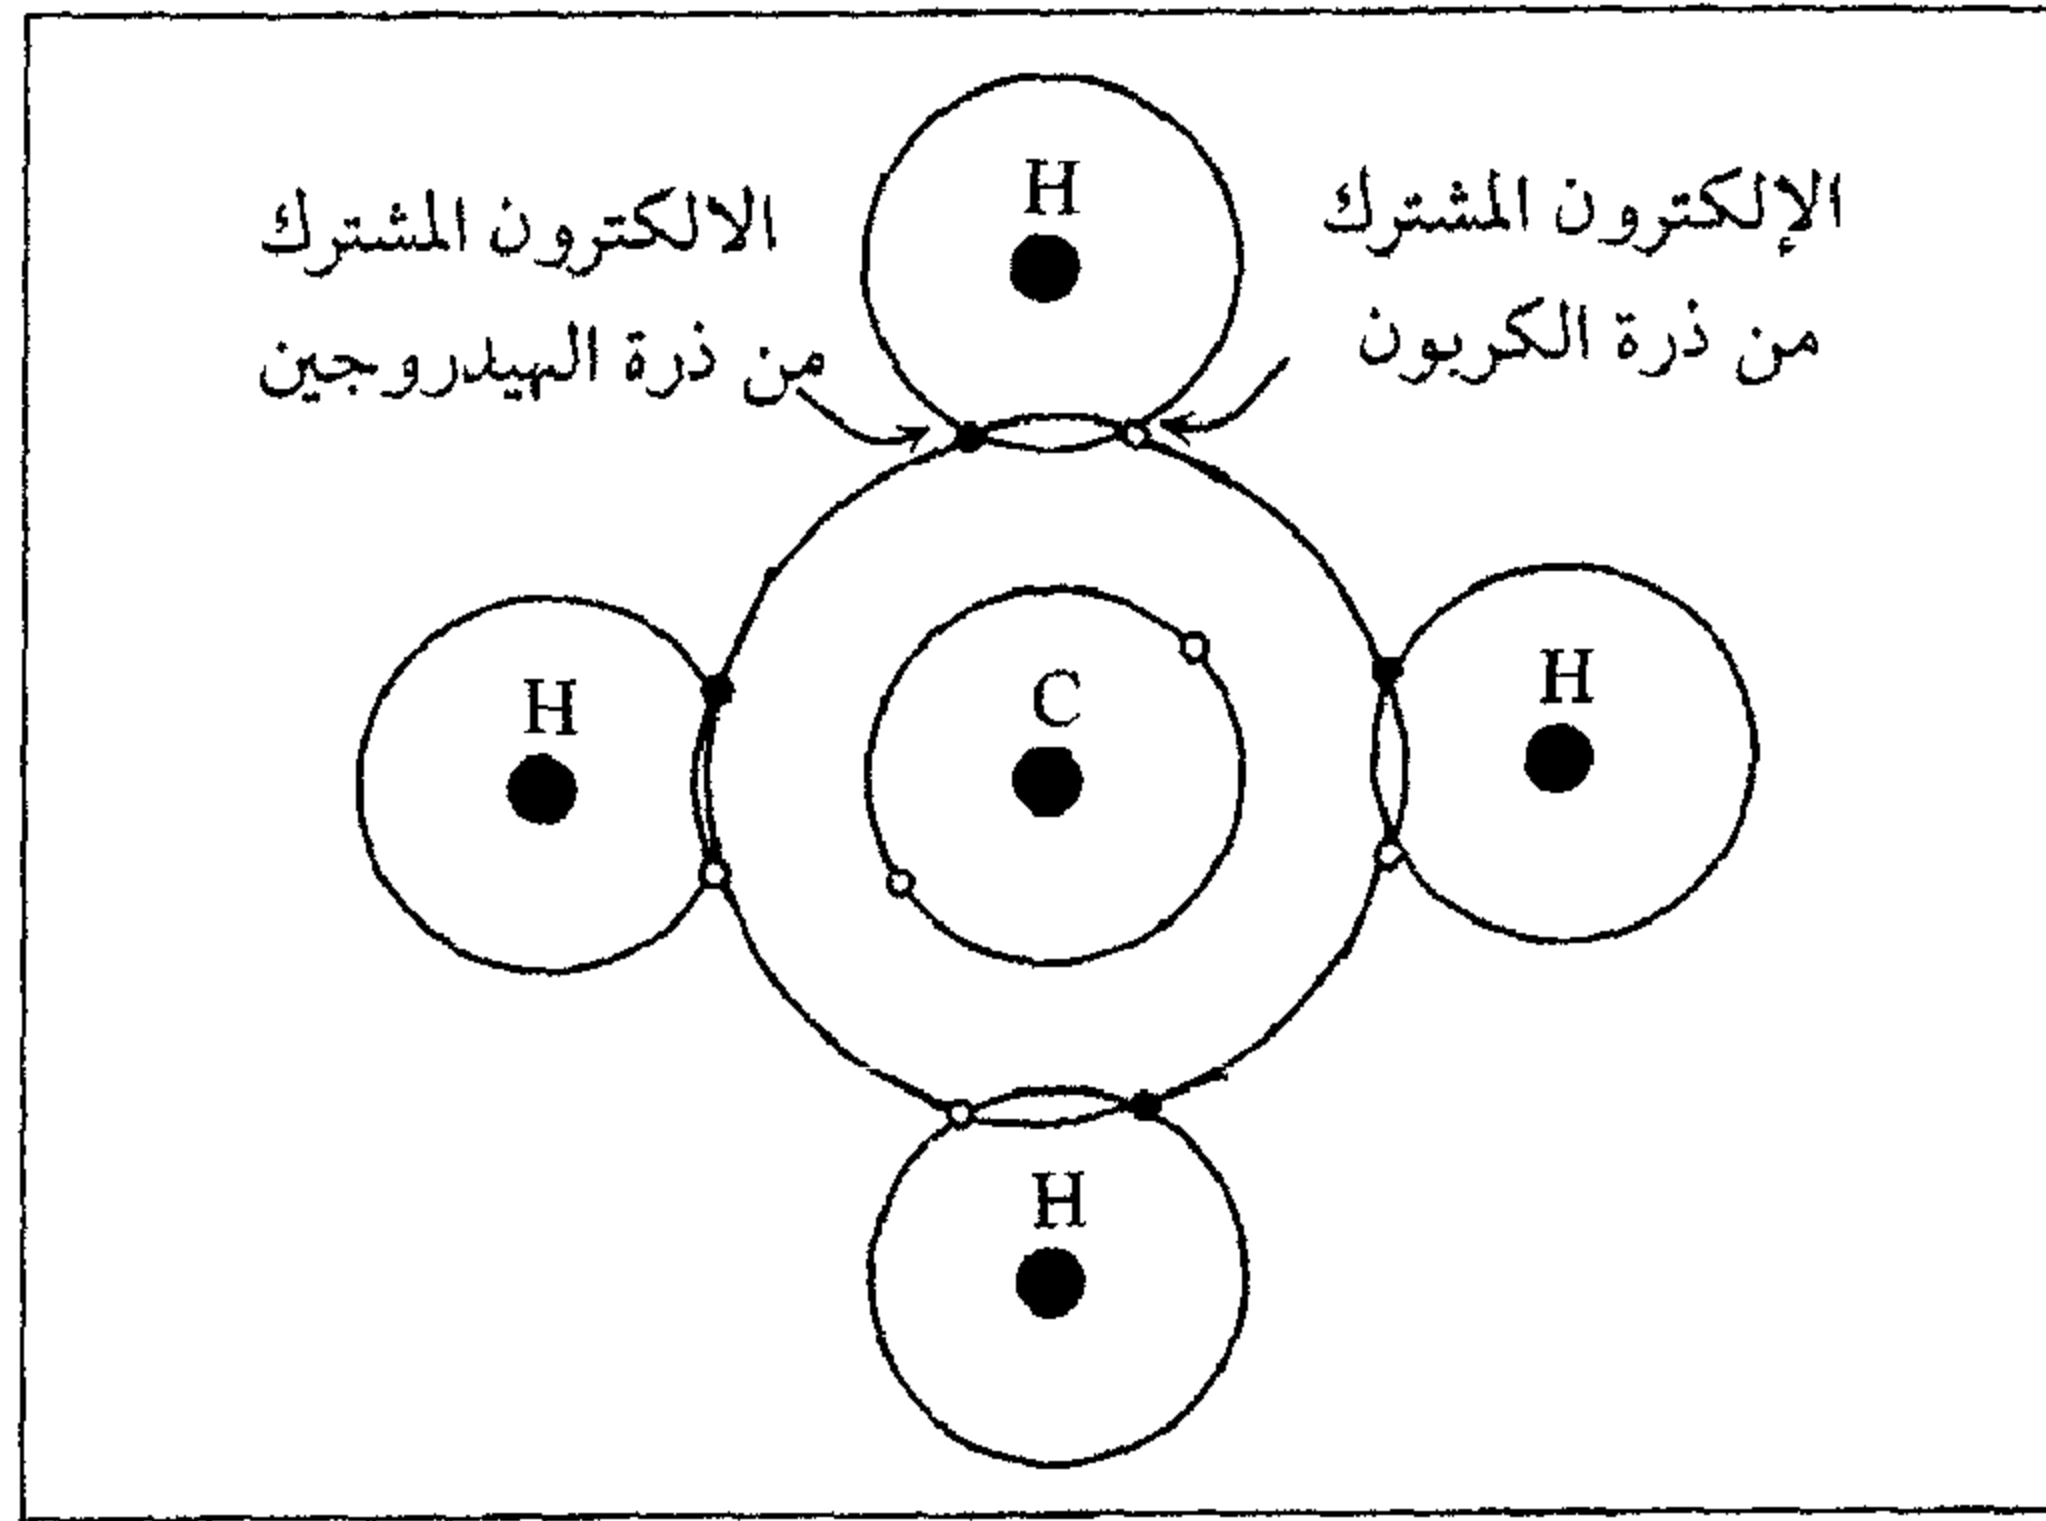 H
الإلكترون المشترك
من ذرة الكربون
الالكترون المشترك
من ذرة الهيدروجين
H
C
H
H